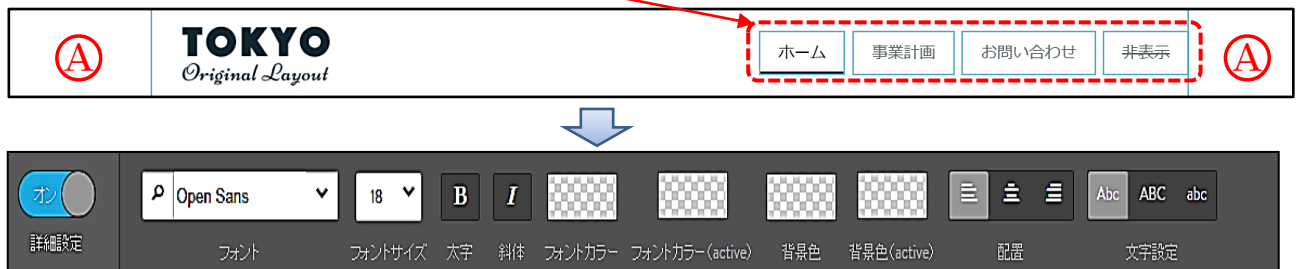 Ⓐ TOKYO ホーム 事業計画 お問い合わせ 非表示 Ⓐ
Original Layout
オン Open Sans 18 B I Abc ABC abc
詳細設定 フォント フォントサイズ 太字 斜体 フォントカラー フォントカラー(active) 背景色 背景色(active) 配置 文字設定